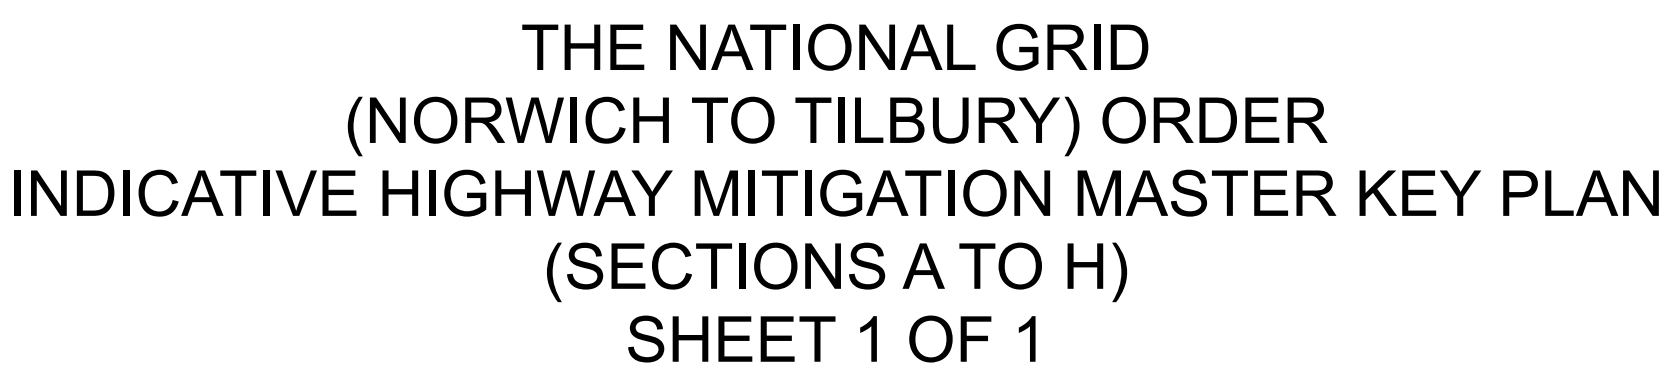 THE NATIONAL GRID
(NORWICH TO TILBURY) ORDER
INDICATIVE HIGHWAY MITIGATION MASTER KEY PLAN
(SECTIONS A TO H)
SHEET 1 OF 1